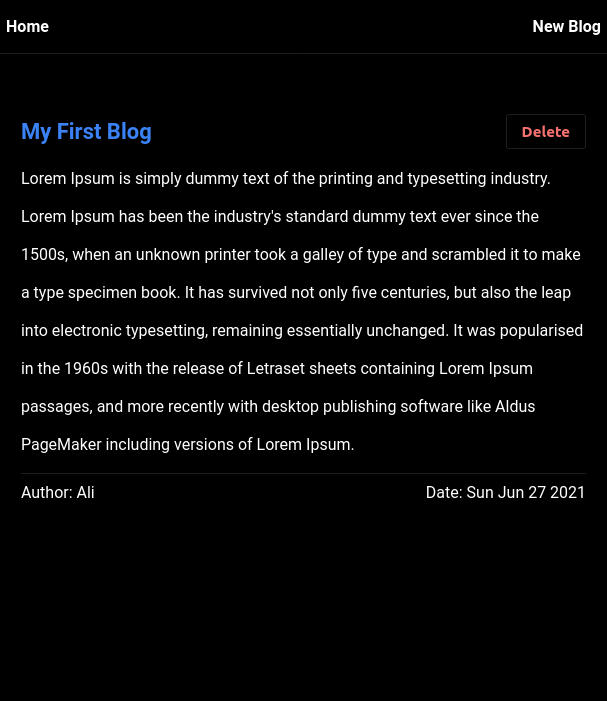 Home
New Blog
My First Blog
Delete
Lorem Ipsum is simply dummy text of the printing and typesetting industry.
Lorem Ipsum has been the industry's standard dummy text ever since the
1500s, when an unknown printer took a galley of type and scrambled it to make
a type specimen book. It has survived not only five centuries, but also the leap
into electronic typesetting, remaining essentially unchanged. It was popularised
in the 1960s with the release of Letraset sheets containing Lorem Ipsum
passages, and more recently with desktop publishing software like Aldus
PageMaker including versions of Lorem Ipsum.
Author: Ali
Date: Sun Jun 27 2021